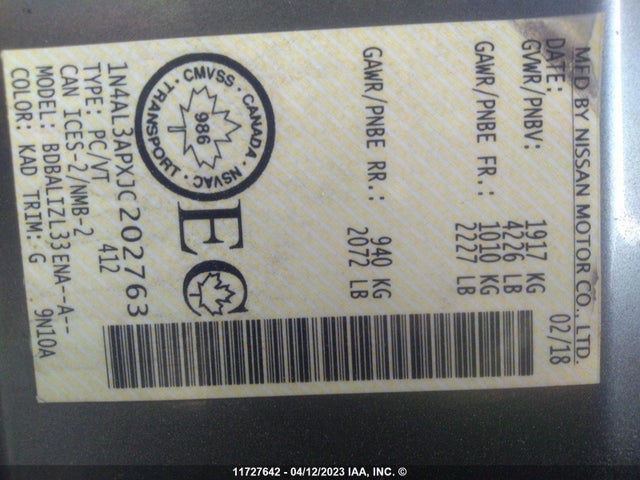 MFD BY NISSAN MOTOR CO., LTD.
DATE: 02/18
GVWR/PNBV: 1917 KG
4226 LB
GAWR/PNBE FR.: 1010 KG
2227 LB
GAWR/PNBE RR.: 940 KG
2072 LB
CMVSS · CANADA · NSVAC · TRANSPORT ·
986
EC
1N4AL3APXJC202763
TYPE: PC/VT 412
CAN ICES-2/NMB-2
MODEL: BDBALIZL33ENA--A--
COLOR: KAD TRIM: G 9N10A
11727642 - 04/12/2023 IAA, INC. ©